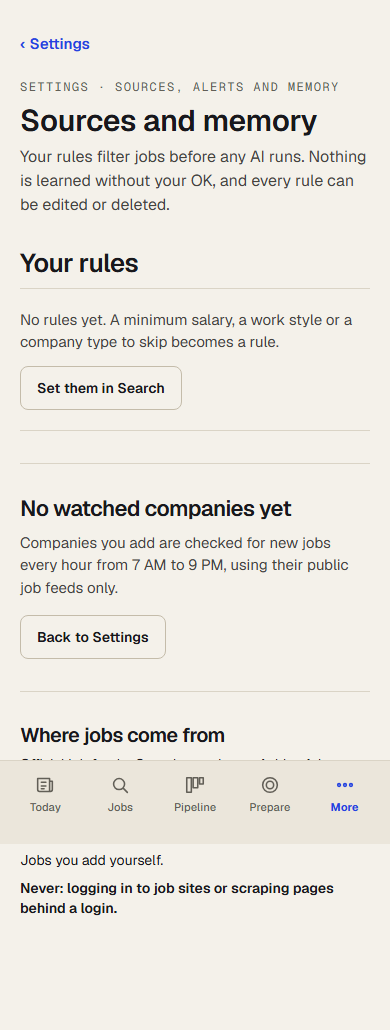 ‹ Settings
SETTINGS · SOURCES, ALERTS AND MEMORY
Sources and memory
Your rules filter jobs before any AI runs. Nothing
is learned without your OK, and every rule can
be edited or deleted.
Your rules
No rules yet. A minimum salary, a work style or a
company type to skip becomes a rule.
Set them in Search
No watched companies yet
Companies you add are checked for new jobs
every hour from 7 AM to 9 PM, using their public
job feeds only.
Back to Settings
Where jobs come from
Today
Jobs
Pipeline
Prepare
More
Jobs you add yourself.
Never: logging in to job sites or scraping pages
behind a login.